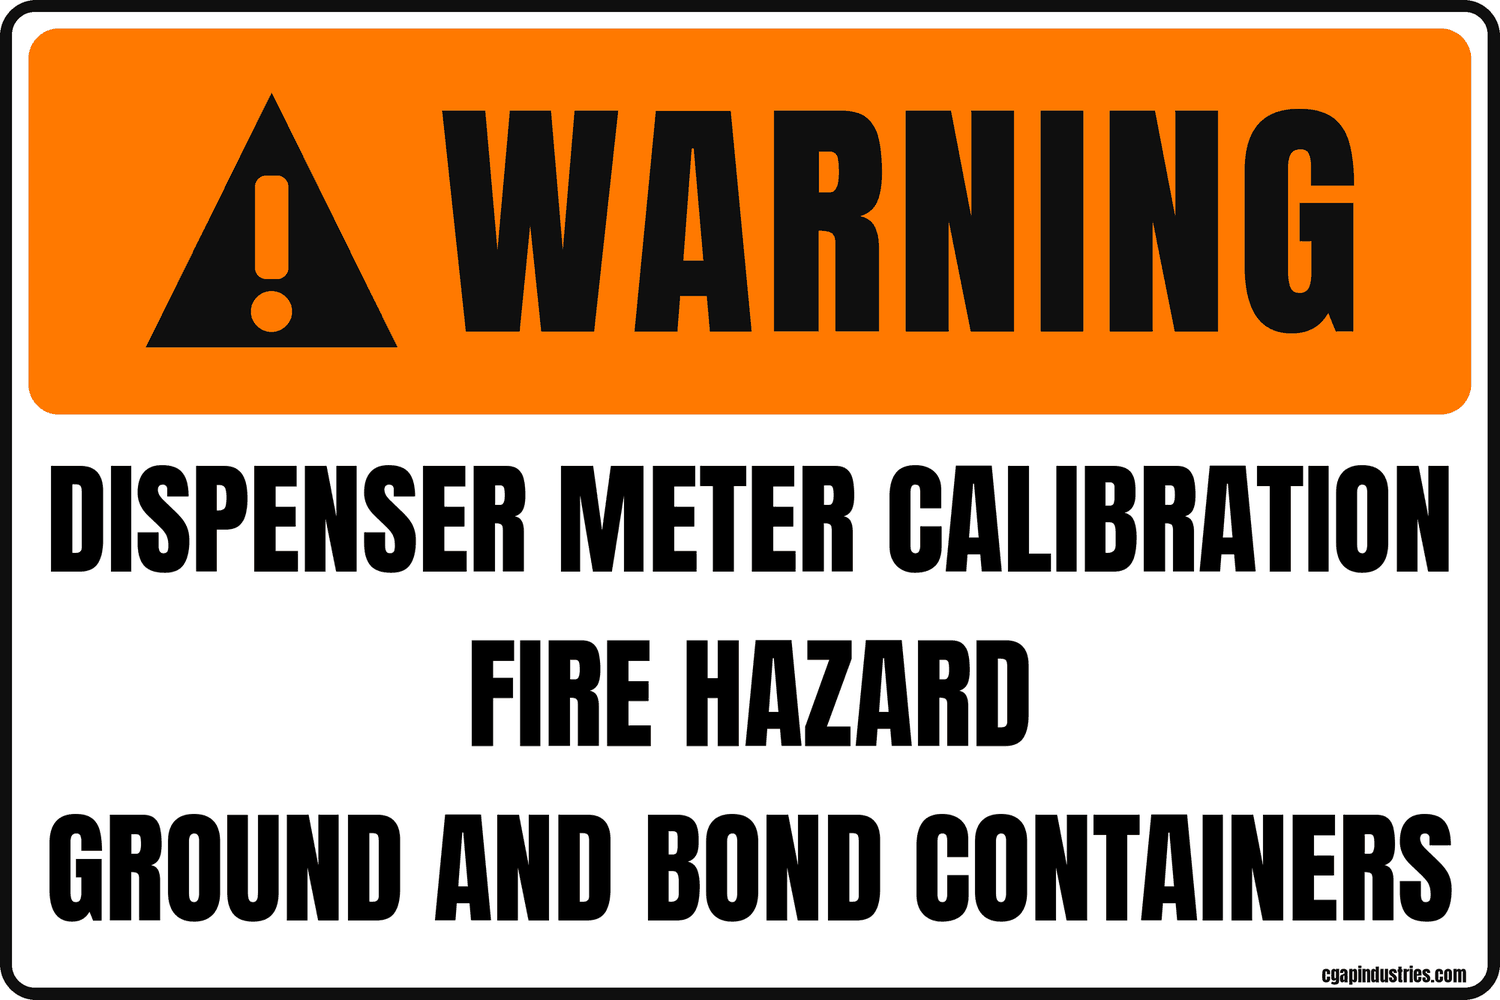 WARNING
DISPENSER METER CALIBRATION
FIRE HAZARD
GROUND AND BOND CONTAINERS
cgapindustries.com